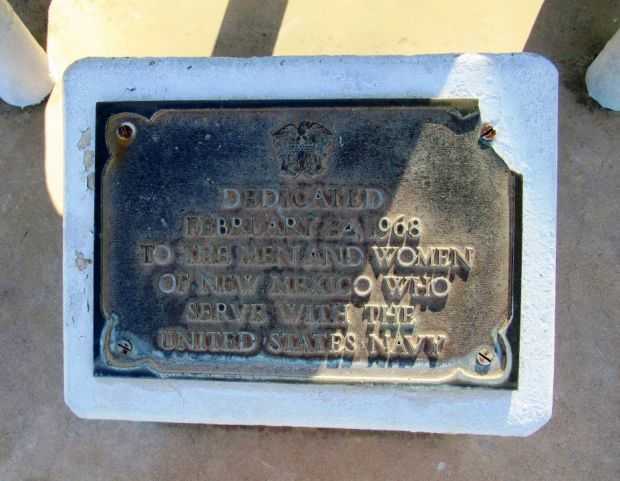 DEDICATED
FEBRUARY 24, 1968
TO THE MEN AND WOMEN
OF NEW MEXICO WHO
SERVE WITH THE
UNITED STATES NAVY